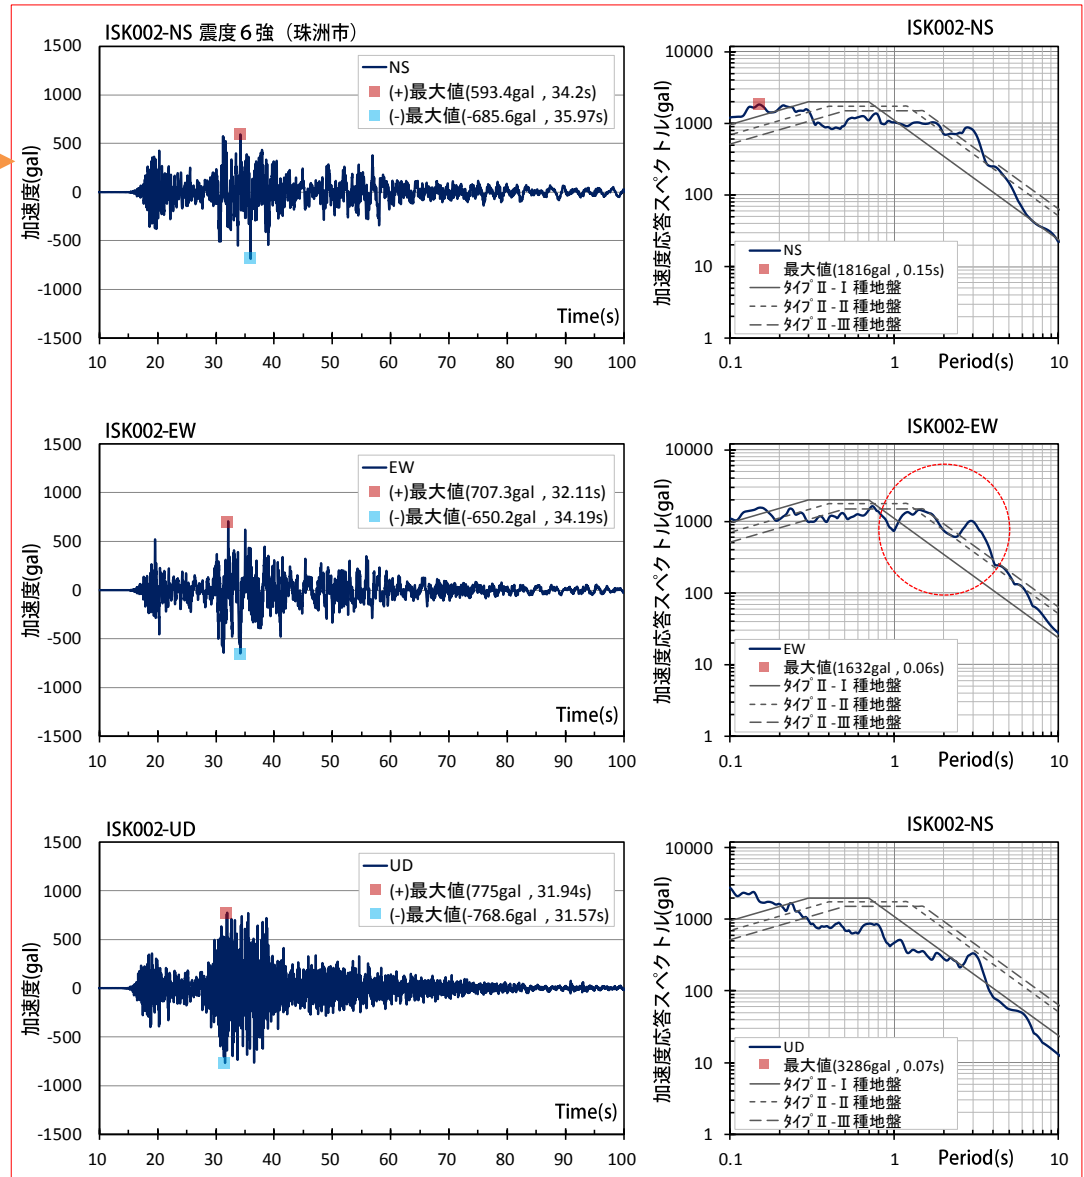 ISK002-NS 震度６強（珠洲市）
加速度(gal)
1500
1000
500
0
-500
-1000
-1500
NS
(+)最大値(593.4gal , 34.2s)
(-)最大値(-685.6gal , 35.97s)
Time(s)
10 20 30 40 50 60 70 80 90 100
ISK002-NS
加速度応答スペクトル(gal)
10000
1000
100
10
1
NS
最大値(1816gal , 0.15s)
ﾀｲﾌﾟⅡ-Ⅰ種地盤
ﾀｲﾌﾟⅡ-Ⅱ種地盤
ﾀｲﾌﾟⅡ-Ⅲ種地盤
0.1 1 10
Period(s)
ISK002-EW
加速度(gal)
1500
1000
500
0
-500
-1000
-1500
EW
(+)最大値(707.3gal , 32.11s)
(-)最大値(-650.2gal , 34.19s)
Time(s)
10 20 30 40 50 60 70 80 90 100
ISK002-EW
加速度応答スペクトル(gal)
10000
1000
100
10
1
EW
最大値(1632gal , 0.06s)
ﾀｲﾌﾟⅡ-Ⅰ種地盤
ﾀｲﾌﾟⅡ-Ⅱ種地盤
ﾀｲﾌﾟⅡ-Ⅲ種地盤
0.1 1 10
Period(s)
ISK002-UD
加速度(gal)
1500
1000
500
0
-500
-1000
-1500
UD
(+)最大値(775gal , 31.94s)
(-)最大値(-768.6gal , 31.57s)
Time(s)
10 20 30 40 50 60 70 80 90 100
ISK002-NS
加速度応答スペクトル(gal)
10000
1000
100
10
1
UD
最大値(3286gal , 0.07s)
ﾀｲﾌﾟⅡ-Ⅰ種地盤
ﾀｲﾌﾟⅡ-Ⅱ種地盤
ﾀｲﾌﾟⅡ-Ⅲ種地盤
0.1 1 10
Period(s)